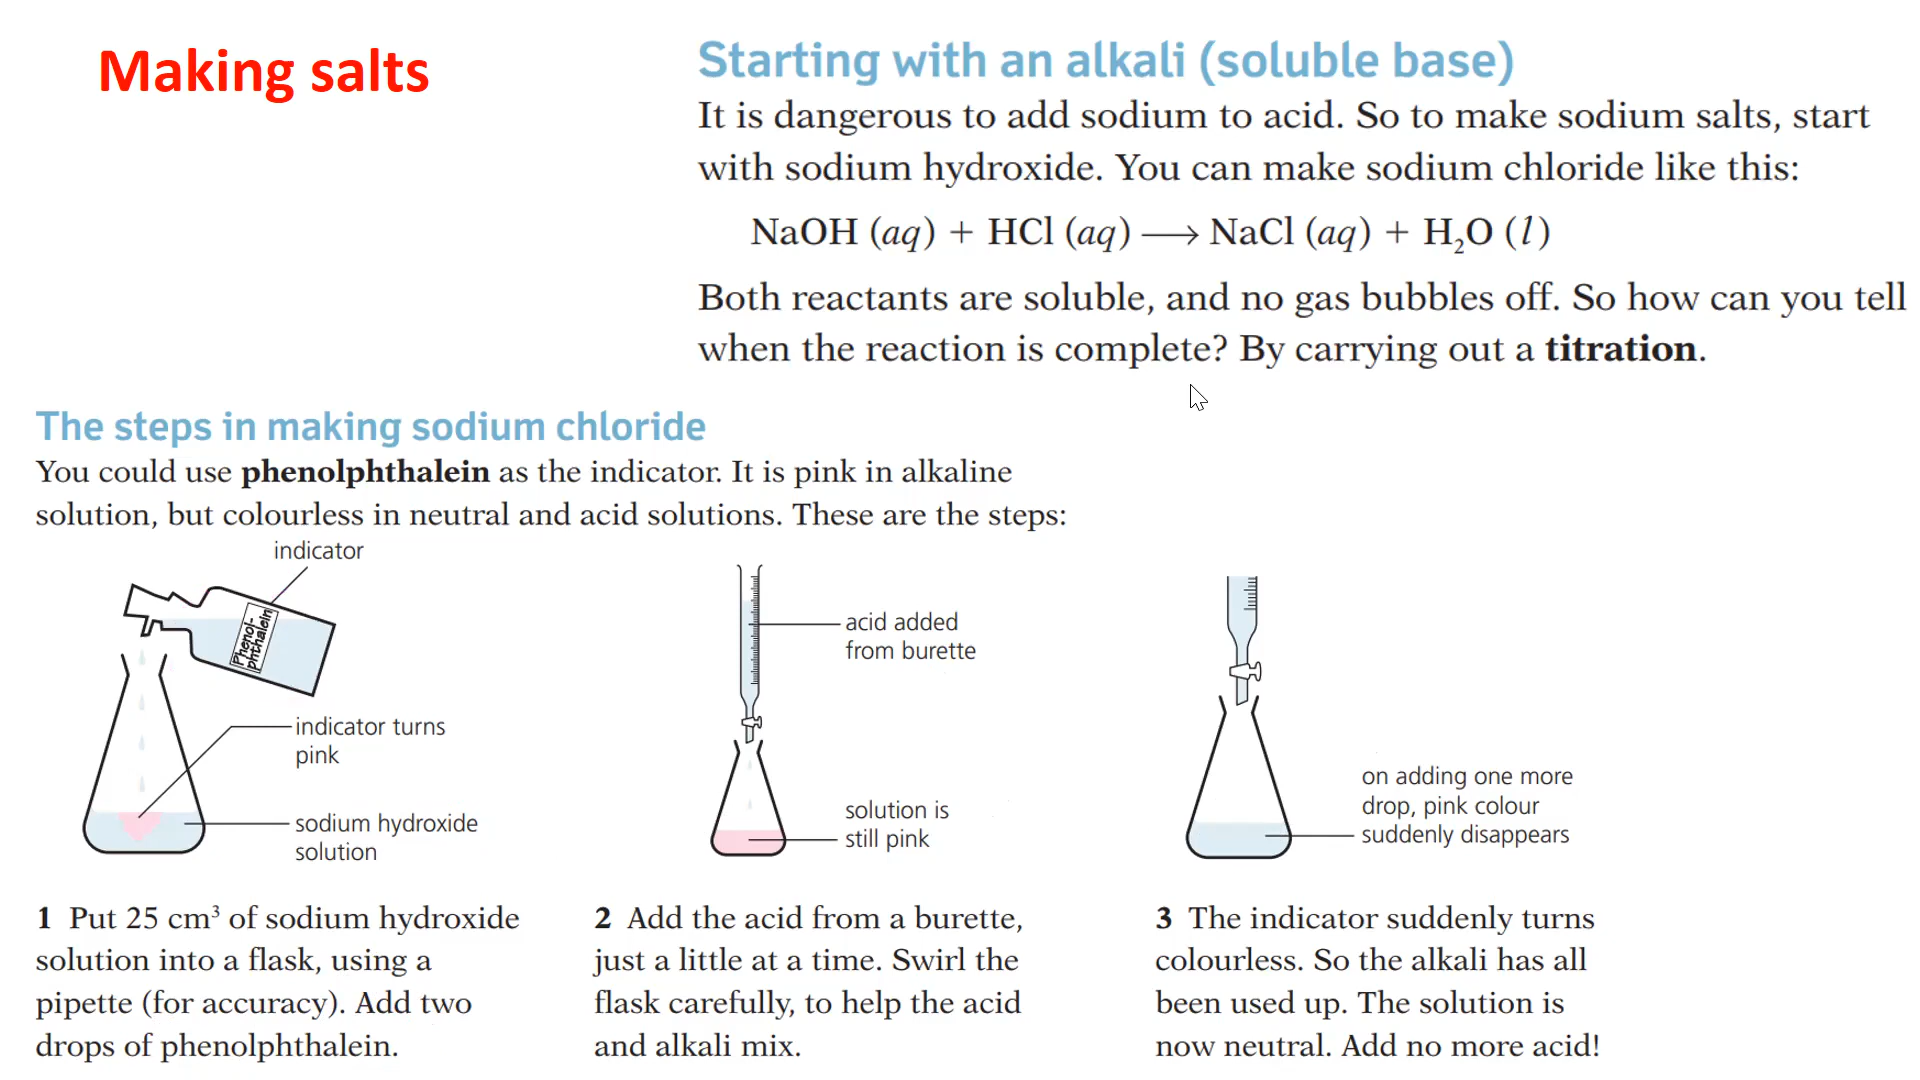 Making salts
Starting with an alkali (soluble base)
It is dangerous to add sodium to acid. So to make sodium salts, start
with sodium hydroxide. You can make sodium chloride like this:
NaOH (aq) + HCl (aq) ⟶ NaCl (aq) + H₂O (l)
Both reactants are soluble, and no gas bubbles off. So how can you tell
when the reaction is complete? By carrying out a titration.
The steps in making sodium chloride
You could use phenolphthalein as the indicator. It is pink in alkaline
solution, but colourless in neutral and acid solutions. These are the steps:
indicator
Phenol-
phthalein
indicator turns
pink
sodium hydroxide
solution
1 Put 25 cm³ of sodium hydroxide
solution into a flask, using a
pipette (for accuracy). Add two
drops of phenolphthalein.
acid added
from burette
solution is
still pink
2 Add the acid from a burette,
just a little at a time. Swirl the
flask carefully, to help the acid
and alkali mix.
on adding one more
drop, pink colour
suddenly disappears
3 The indicator suddenly turns
colourless. So the alkali has all
been used up. The solution is
now neutral. Add no more acid!